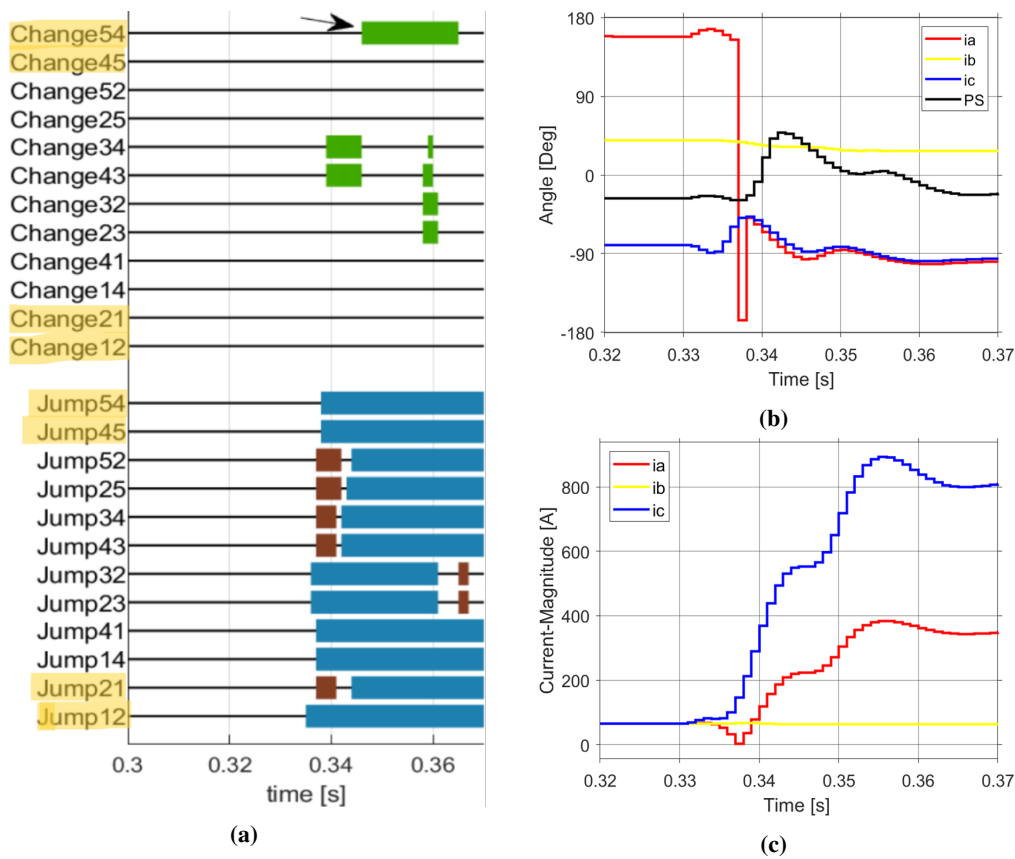 Change54
Change45
Change52
Change25
Change34
Change43
Change32
Change23
Change41
Change14
Change21
Change12
Jump54
Jump45
Jump52
Jump25
Jump34
Jump43
Jump32
Jump23
Jump41
Jump14
Jump21
Jump12
0.3 0.32 0.34 0.36
time [s]
(a)
180
90
0
-90
-180
Angle [Deg]
ia
ib
ic
PS
0.32 0.33 0.34 0.35 0.36 0.37
Time [s]
(b)
800
600
400
200
0
Current-Magnitude [A]
ia
ib
ic
0.32 0.33 0.34 0.35 0.36 0.37
Time [s]
(c)